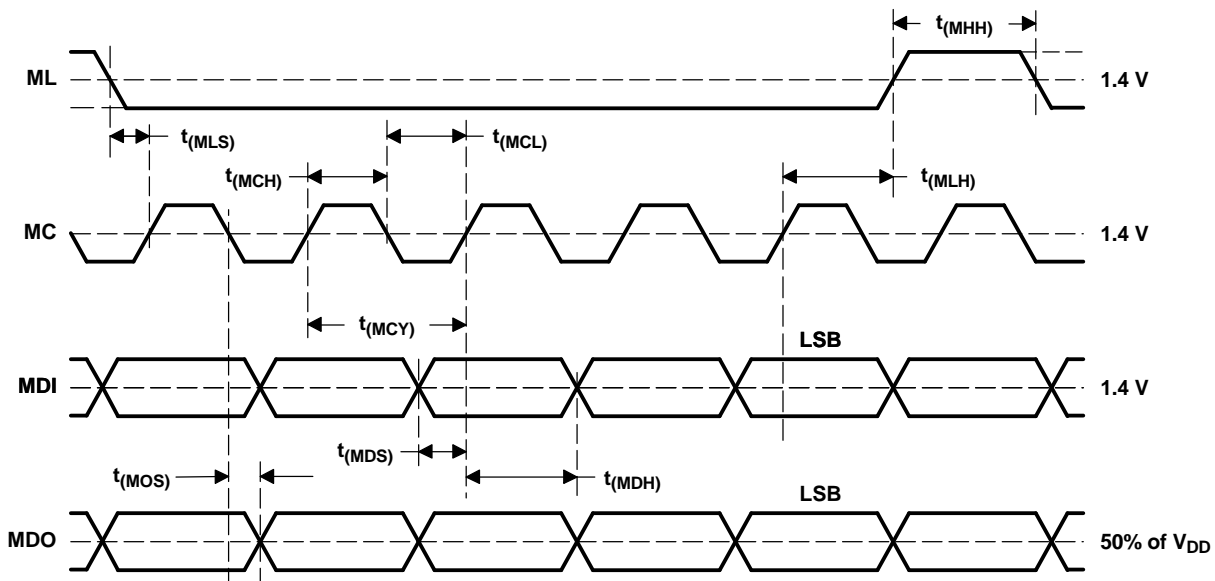 t(MHH)
ML
1.4 V
t(MLS)
t(MCL)
t(MCH)
t(MLH)
MC
1.4 V
t(MCY)
LSB
MDI
1.4 V
t(MDS)
t(MOS)
t(MDH)
LSB
MDO
50% of VDD